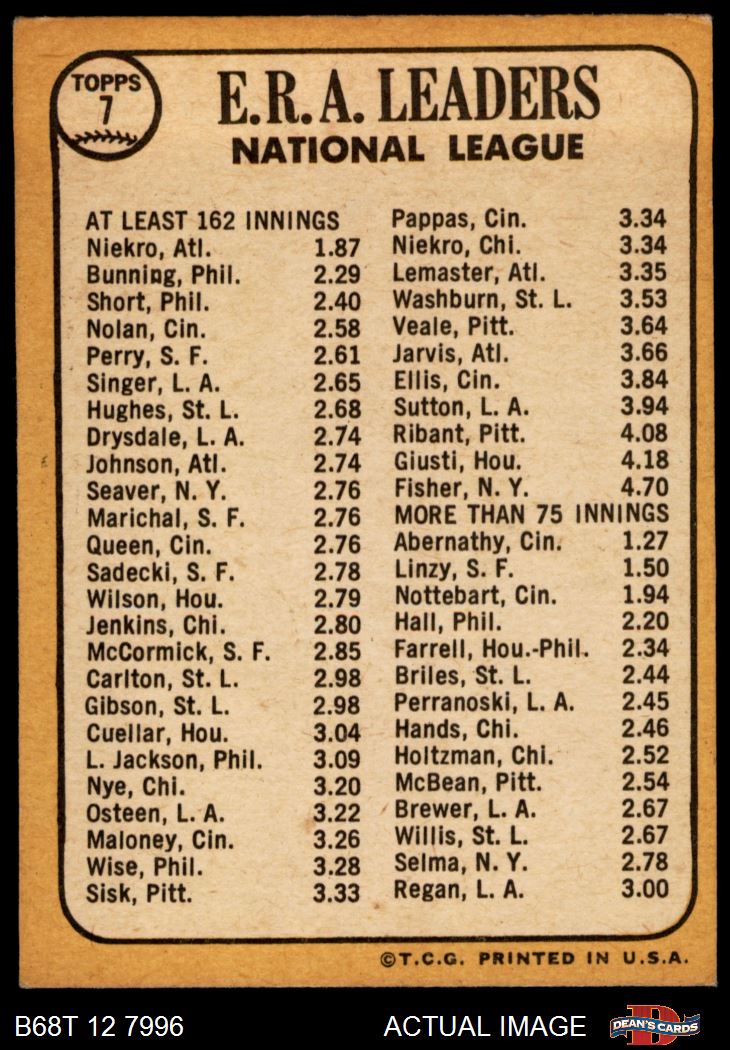 TOPPS
7
E.R.A. LEADERS
NATIONAL LEAGUE
AT LEAST 162 INNINGS
Niekro, Atl. 1.87
Bunning, Phil. 2.29
Short, Phil. 2.40
Nolan, Cin. 2.58
Perry, S. F. 2.61
Singer, L. A. 2.65
Hughes, St. L. 2.68
Drysdale, L. A. 2.74
Johnson, Atl. 2.74
Seaver, N. Y. 2.76
Marichal, S. F. 2.76
Queen, Cin. 2.76
Sadecki, S. F. 2.78
Wilson, Hou. 2.79
Jenkins, Chi. 2.80
McCormick, S. F. 2.85
Carlton, St. L. 2.98
Gibson, St. L. 2.98
Cuellar, Hou. 3.04
L. Jackson, Phil. 3.09
Nye, Chi. 3.20
Osteen, L. A. 3.22
Maloney, Cin. 3.26
Wise, Phil. 3.28
Sisk, Pitt. 3.33
Pappas, Cin. 3.34
Niekro, Chi. 3.34
Lemaster, Atl. 3.35
Washburn, St. L. 3.53
Veale, Pitt. 3.64
Jarvis, Atl. 3.66
Ellis, Cin. 3.84
Sutton, L. A. 3.94
Ribant, Pitt. 4.08
Giusti, Hou. 4.18
Fisher, N. Y. 4.70
MORE THAN 75 INNINGS
Abernathy, Cin. 1.27
Linzy, S. F. 1.50
Nottebart, Cin. 1.94
Hall, Phil. 2.20
Farrell, Hou.-Phil. 2.34
Briles, St. L. 2.44
Perranoski, L. A. 2.45
Hands, Chi. 2.46
Holtzman, Chi. 2.52
McBean, Pitt. 2.54
Brewer, L. A. 2.67
Willis, St. L. 2.67
Selma, N. Y. 2.78
Regan, L. A. 3.00
©T.C.G. PRINTED IN U.S.A.
B68T 12 7996
ACTUAL IMAGE
DEAN'S CARDS